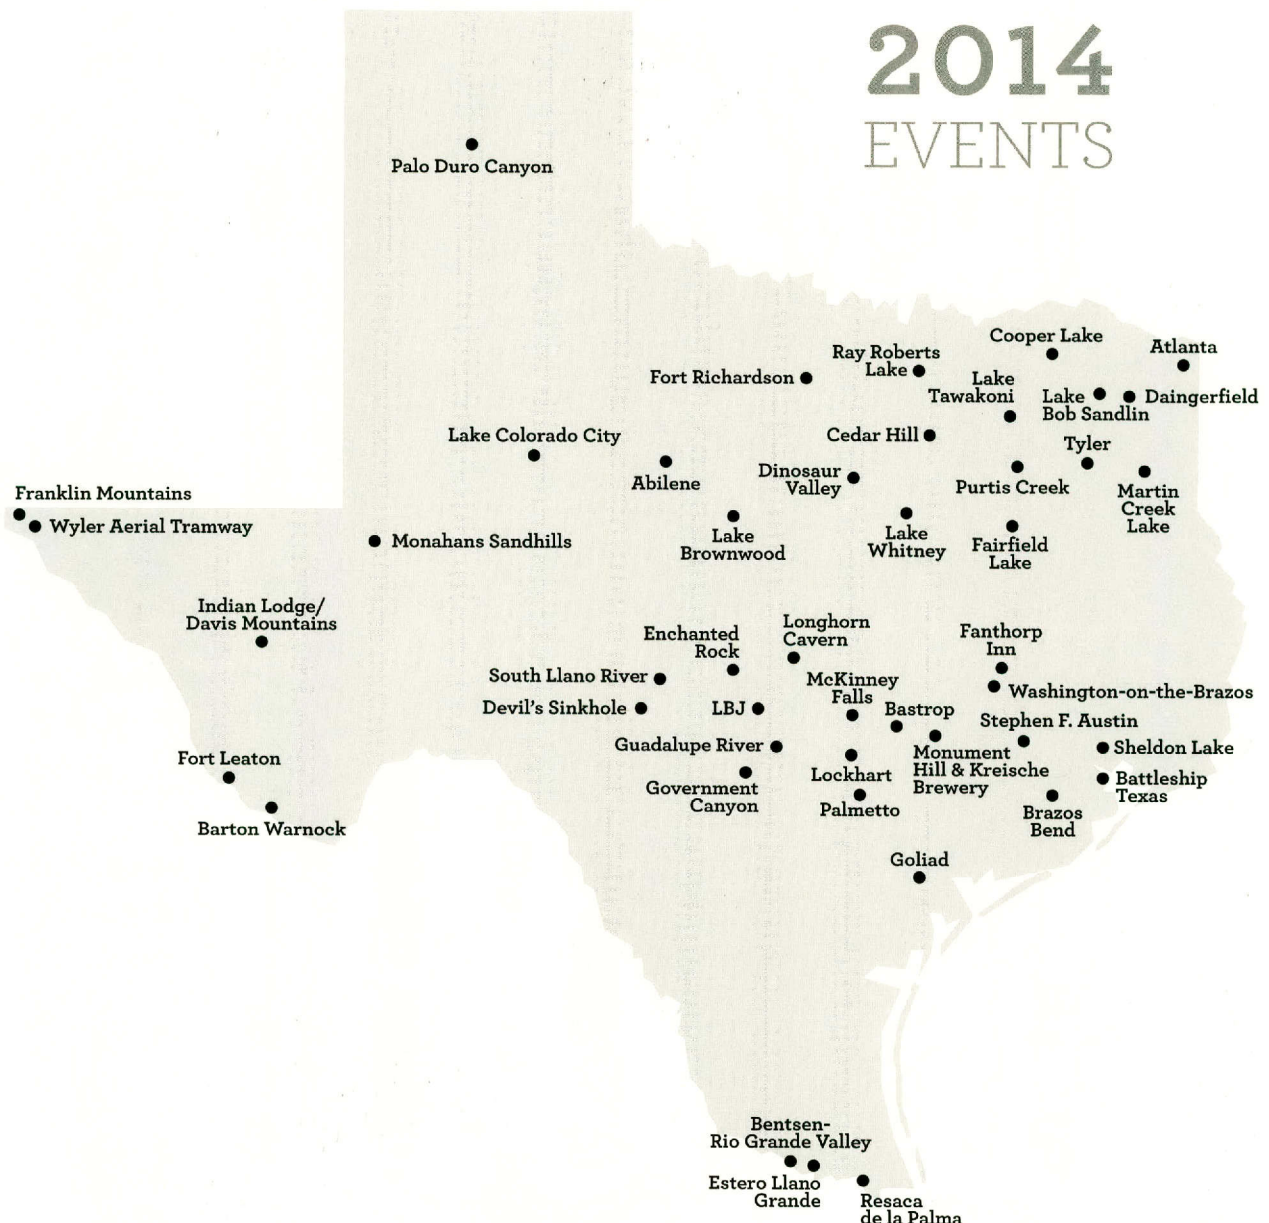 2014
EVENTS
Palo Duro Canyon
Cooper Lake
Atlanta
Ray Roberts
Lake
Fort Richardson
Lake
Tawakoni
Lake
Bob Sandlin
Daingerfield
Lake Colorado City
Cedar Hill
Tyler
Abilene
Dinosaur
Valley
Purtis Creek
Martin
Creek
Lake
Franklin Mountains
Wyler Aerial Tramway
Monahans Sandhills
Lake
Brownwood
Lake
Whitney
Fairfield
Lake
Indian Lodge/
Davis Mountains
Enchanted
Rock
Longhorn
Cavern
Fanthorp
Inn
South Llano River
McKinney
Falls
Washington-on-the-Brazos
Devil's Sinkhole
LBJ
Bastrop
Stephen F. Austin
Guadalupe River
Monument
Hill & Kreische
Brewery
Sheldon Lake
Fort Leaton
Government
Canyon
Lockhart
Battleship
Texas
Palmetto
Brazos
Bend
Barton Warnock
Goliad
Bentsen-
Rio Grande Valley
Estero Llano
Grande
Resaca
de la Palma